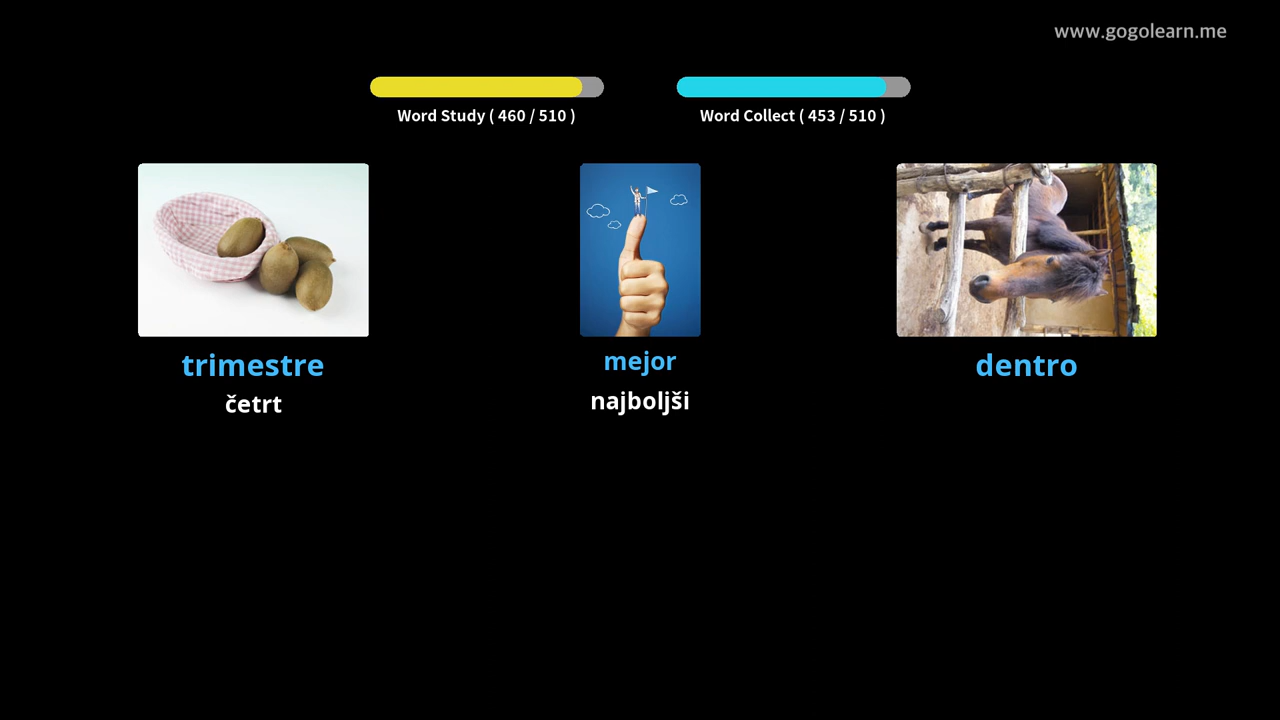 www.gogolearn.me
Word Study ( 460 / 510 )
Word Collect ( 453 / 510 )
trimestre
četrt
mejor
najboljši
dentro